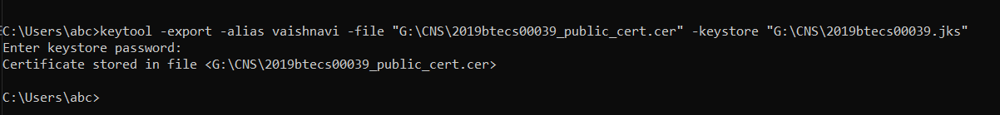 C:\Users\abc>keytool -export -alias vaishnavi -file "G:\CNS\2019btecs00039_public_cert.cer" -keystore "G:\CNS\2019btecs00039.jks"
Enter keystore password:
Certificate stored in file <G:\CNS\2019btecs00039_public_cert.cer>
C:\Users\abc>